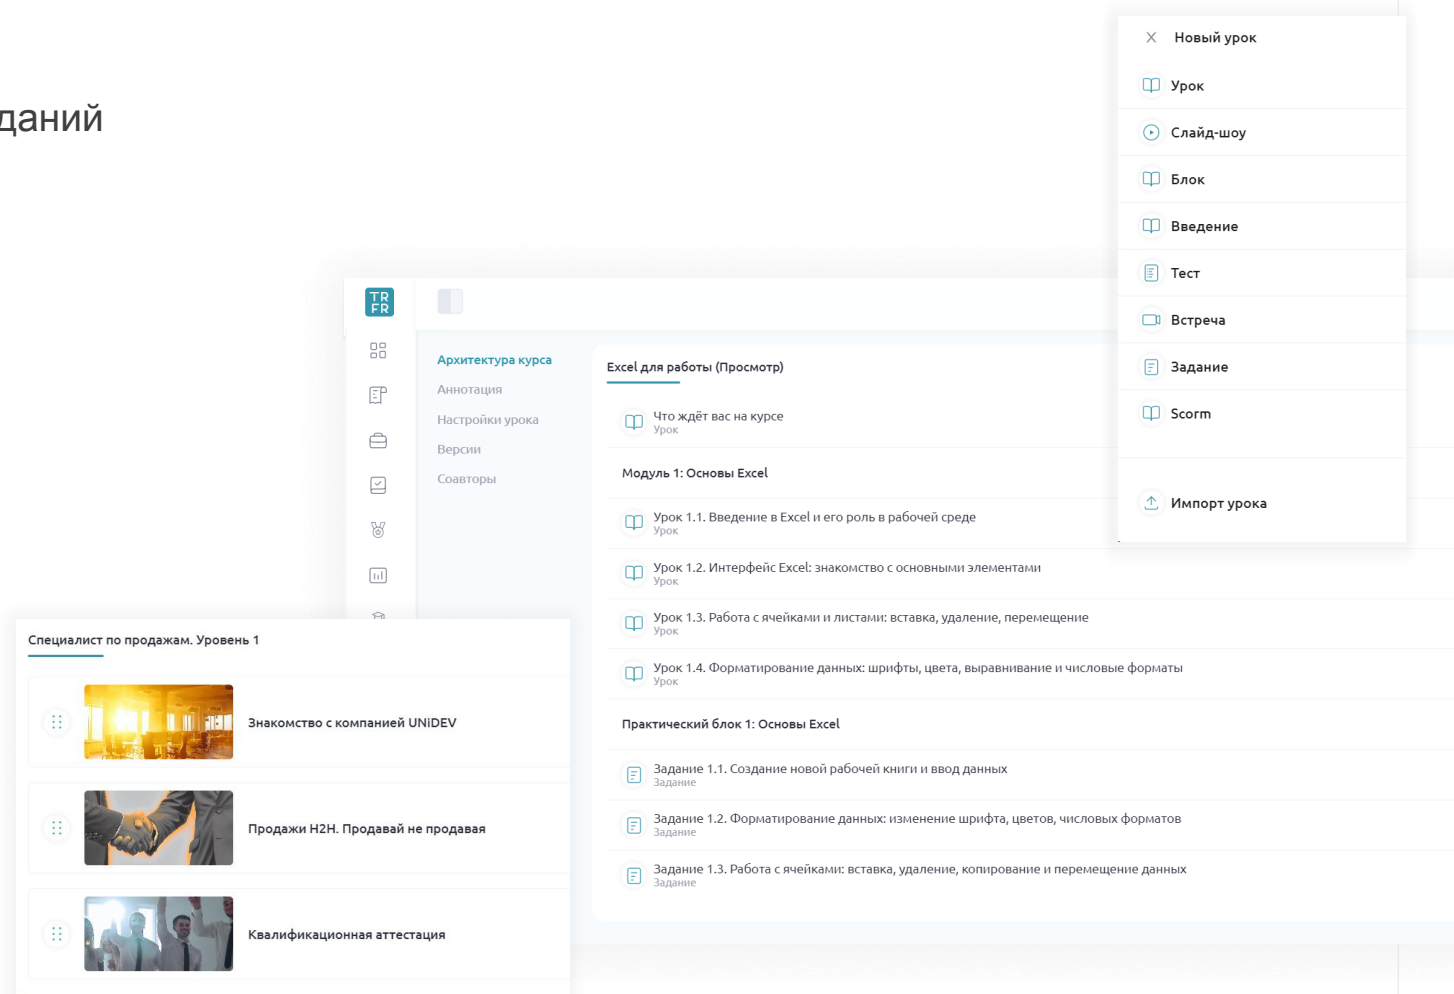 даний
Новый урок
Урок
Слайд-шоу
Блок
Введение
Тест
Встреча
Задание
Scorm
Импорт урока
TR
FR
Архитектура курса
Аннотация
Настройки урока
Версии
Соавторы
Excel для работы (Просмотр)
Что ждёт вас на курсе
Урок
Модуль 1: Основы Excel
Урок 1.1. Введение в Excel и его роль в рабочей среде
Урок
Урок 1.2. Интерфейс Excel: знакомство с основными элементами
Урок
Урок 1.3. Работа с ячейками и листами: вставка, удаление, перемещение
Урок
Урок 1.4. Форматирование данных: шрифты, цвета, выравнивание и числовые форматы
Урок
Практический блок 1: Основы Excel
Задание 1.1. Создание новой рабочей книги и ввод данных
Задание
Задание 1.2. Форматирование данных: изменение шрифта, цветов, числовых форматов
Задание
Задание 1.3. Работа с ячейками: вставка, удаление, копирование и перемещение данных
Задание
Специалист по продажам. Уровень 1
Знакомство с компанией UNiDEV
Продажи H2H. Продавай не продавая
Квалификационная аттестация